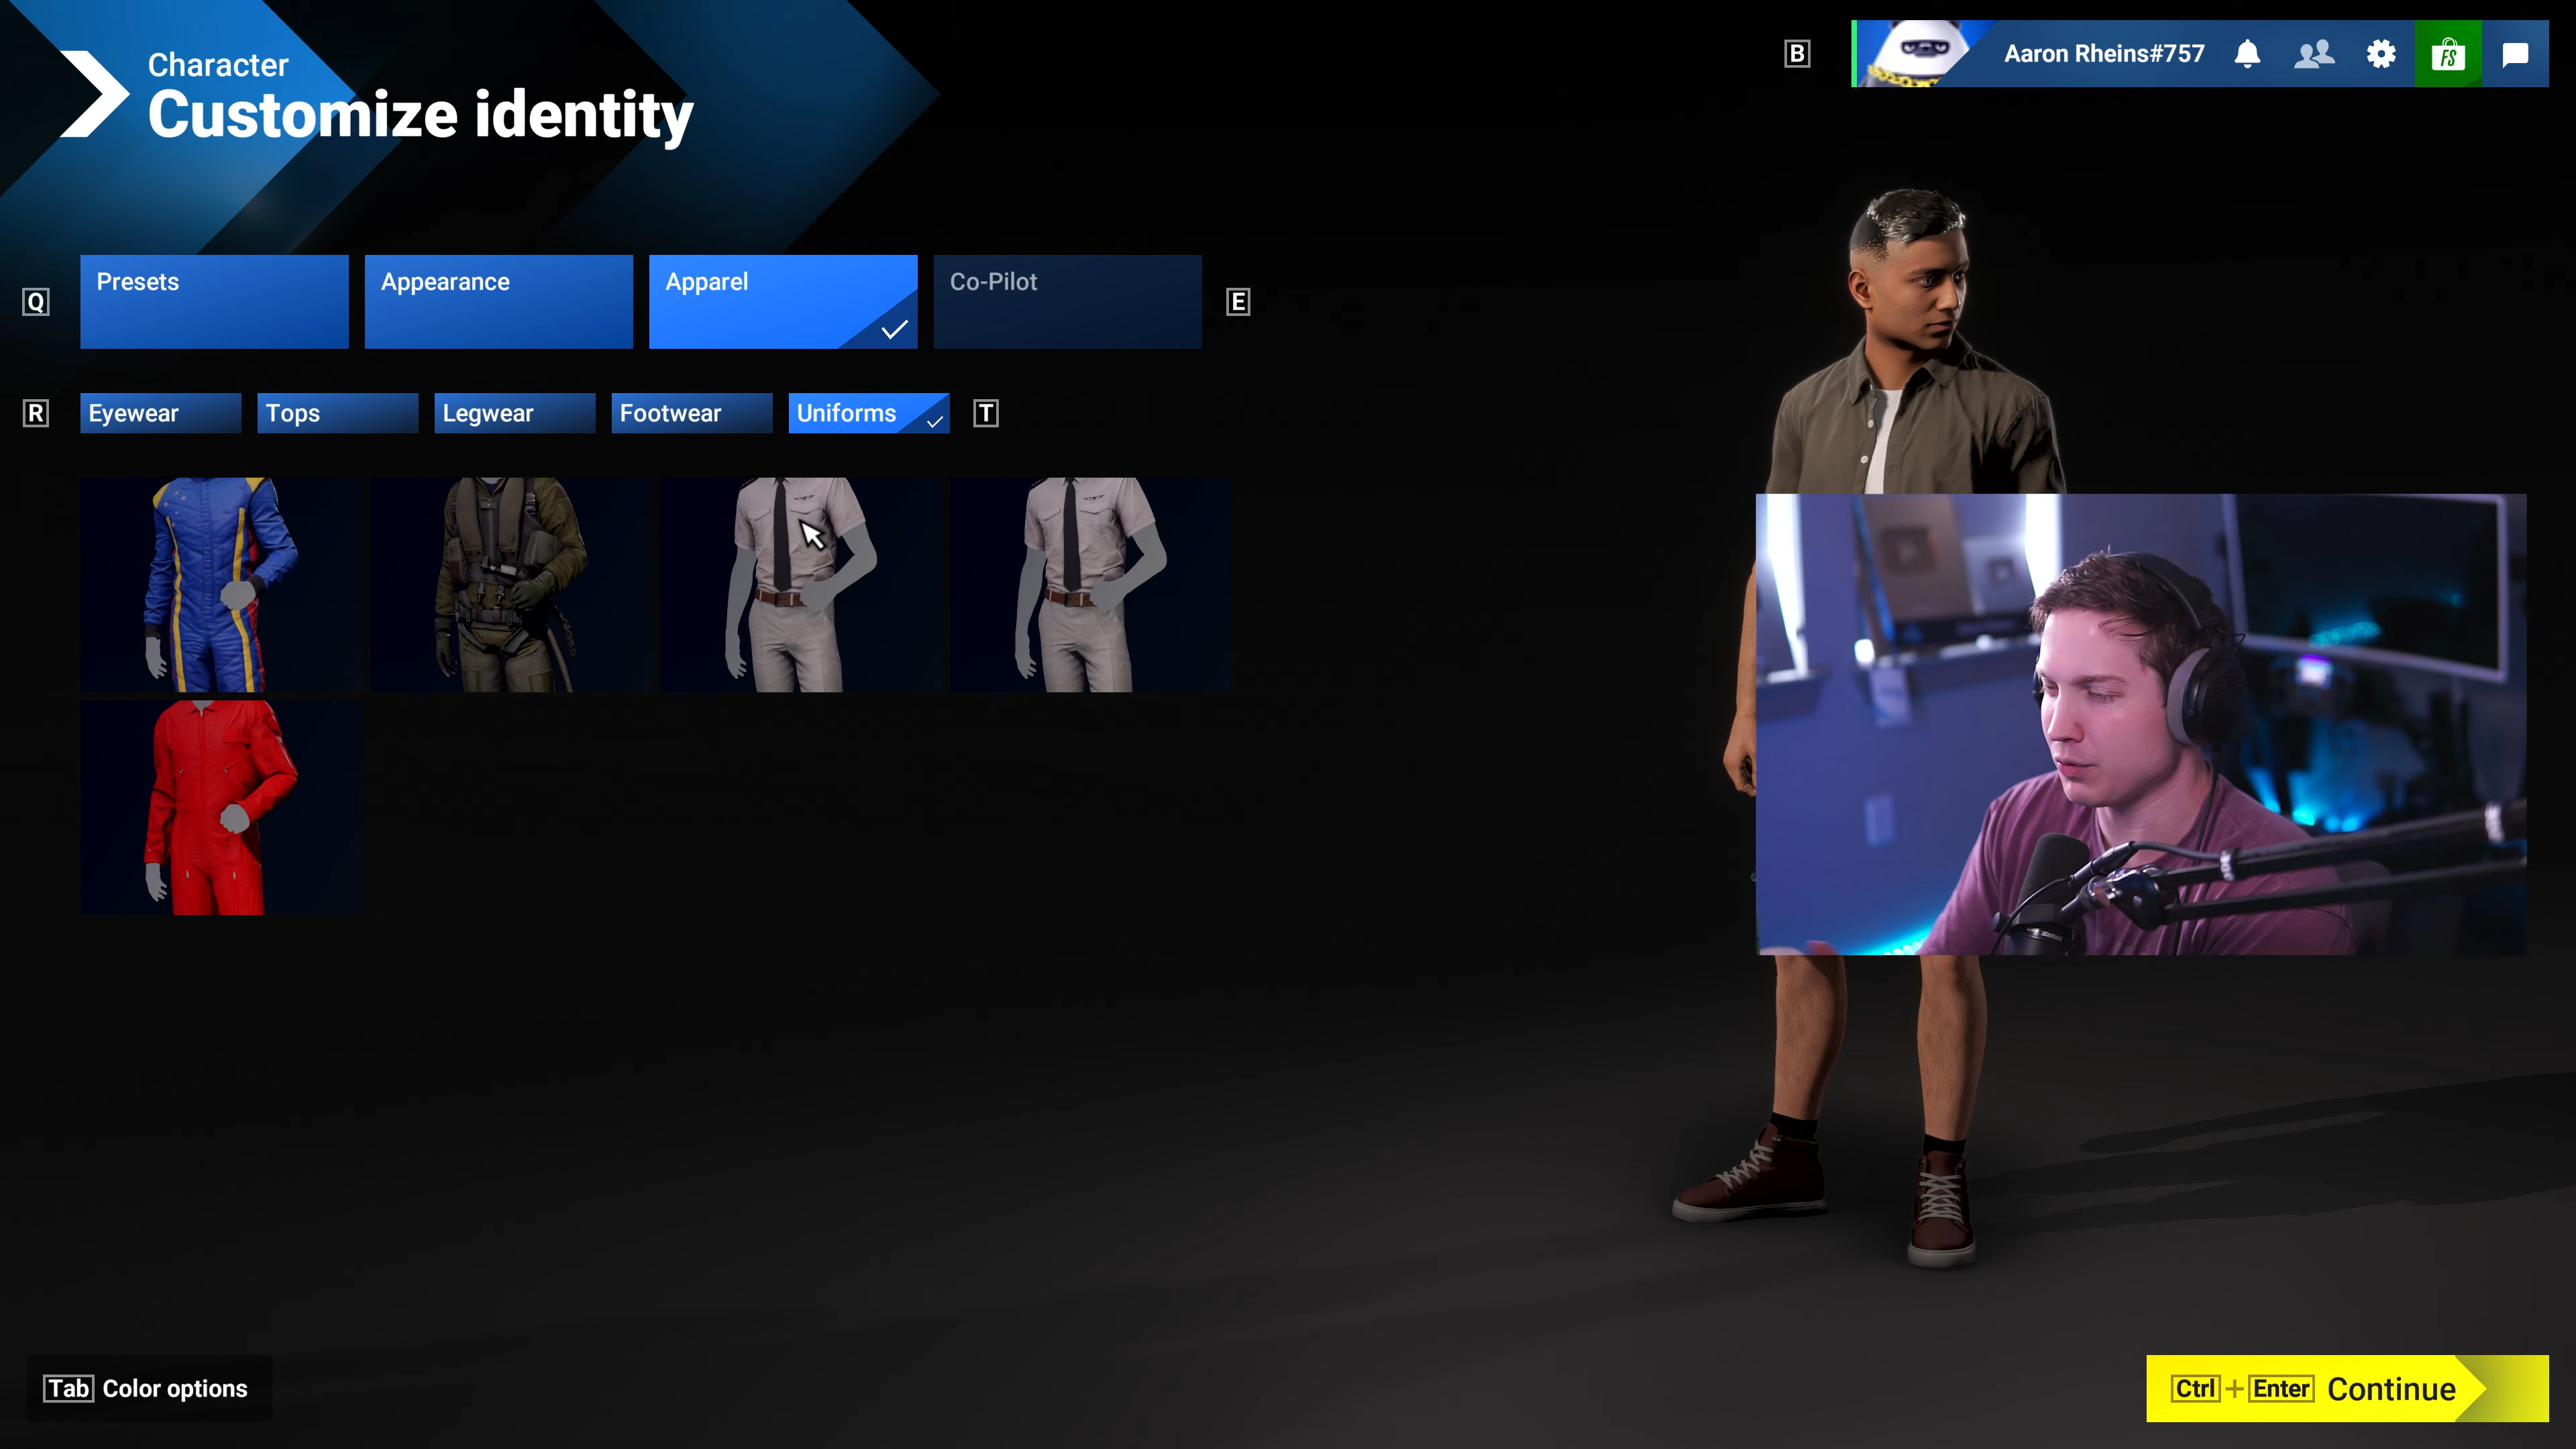 Character
Customize identity
B
Aaron Rheins#757
FS
Q
Presets
Appearance
Apparel
Co-Pilot
E
R
Eyewear
Tops
Legwear
Footwear
Uniforms
T
Tab Color options
Ctrl + Enter Continue